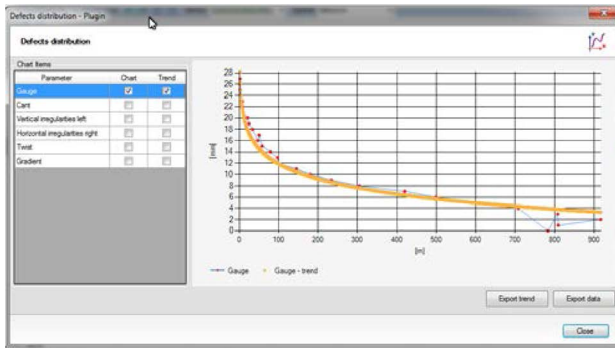 Defects distribution - Plugin
Defects distribution
Chart Items
Parameter Chart Trend
Gauge
Cant
Vertical irregularities left
Horizontal irregularities right
Twist
Gradient
28
26
24
22
20
18
16
14
12
10
8
6
4
2
0
[mm]
0 100 200 300 400 500 600 700 800 900
[m]
Gauge Gauge - trend
Export trend Export data
Close